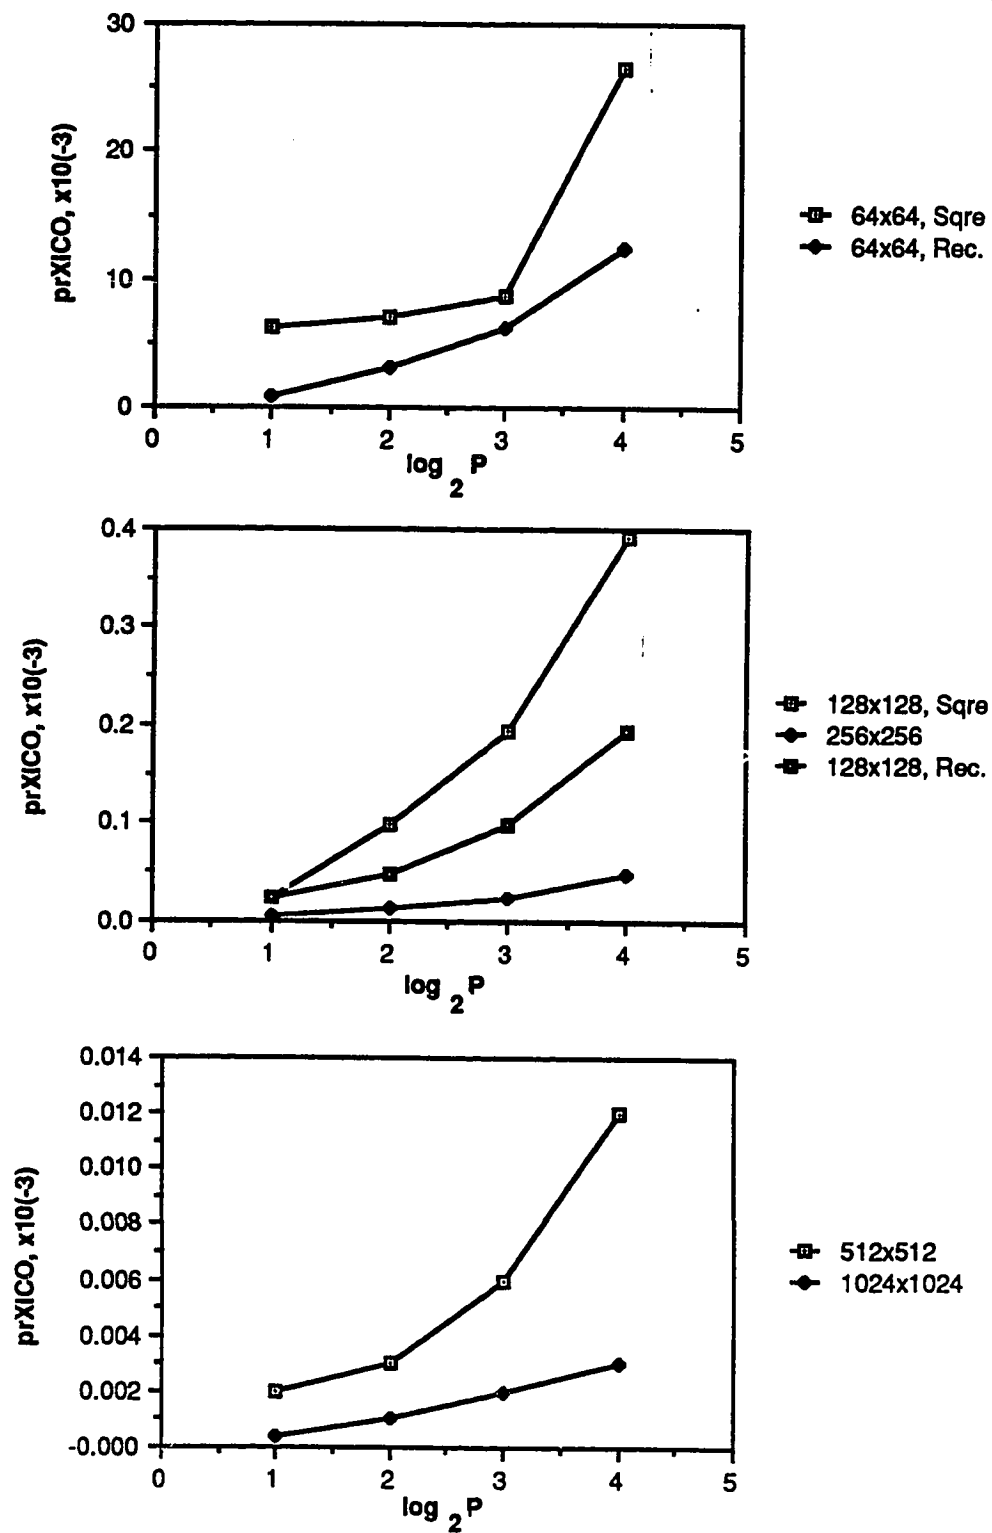 30
20
10
0
prXICO, x10(-3)
0 1 2 3 4 5
log 2 P
64x64, Sqre
64x64, Rec.
0.4
0.3
0.2
0.1
0.0
prXICO, x10(-3)
0 1 2 3 4 5
log 2 P
128x128, Sqre
256x256
128x128, Rec.
0.014
0.012
0.010
0.008
0.006
0.004
0.002
-0.000
prXICO, x10(-3)
0 1 2 3 4 5
log 2 P
512x512
1024x1024